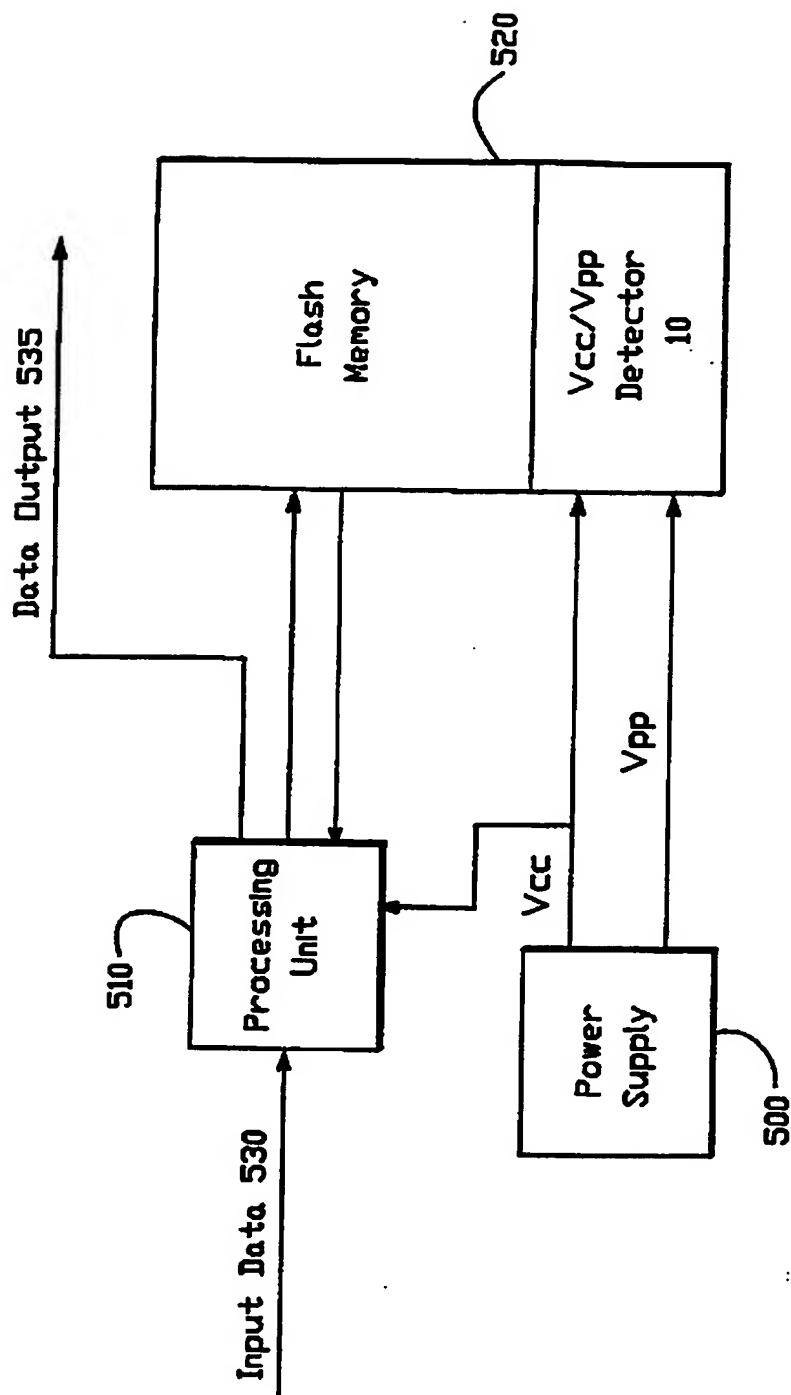 Data Output 535
510
Input Data 530
Processing
Unit
Flash
Memory
520
Vcc
Vpp
Vcc/Vpp
Detector
10
Power
Supply
500